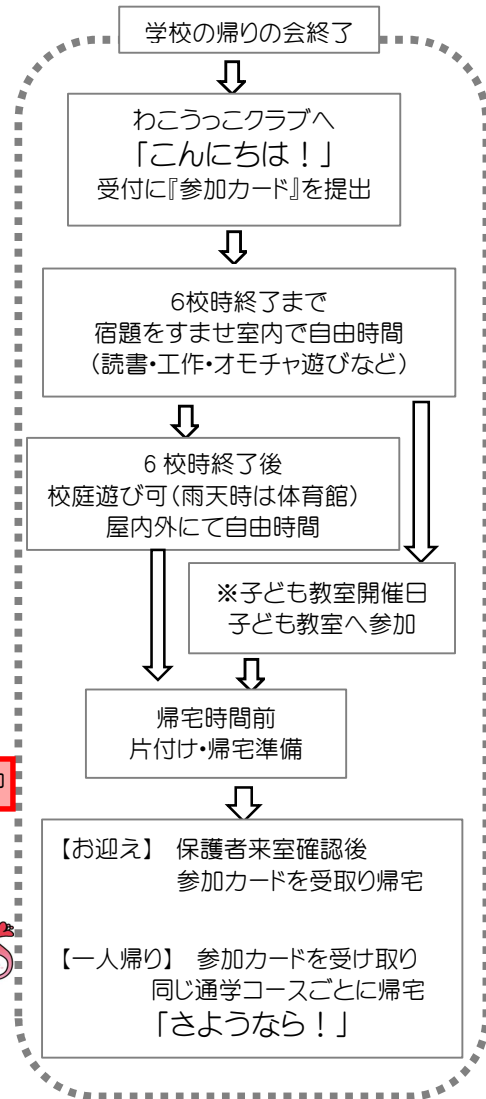 学校の帰りの会終了
わこうっこクラブへ
「こんにちは！」
受付に『参加カード』を提出
6校時終了まで
宿題をすませ室内で自由時間
（読書・工作・オモチャ遊びなど）
6校時終了後
校庭遊び可（雨天時は体育館）
屋内外にて自由時間
※子ども教室開催日
子ども教室へ参加
帰宅時間前
片付け・帰宅準備
【お迎え】 保護者来室確認後
参加カードを受取り帰宅
【一人帰り】 参加カードを受け取り
同じ通学コースごとに帰宅
「さようなら！」